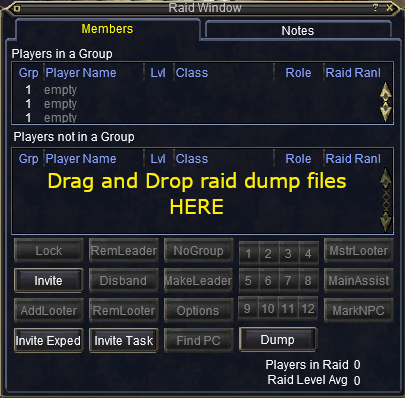 Raid Window ? X
Members Notes
Players in a Group
Grp Player Name Lvl Class Role Raid Ranl
1 empty
1 empty
1 empty
Players not in a Group
Grp Player Name Lvl Class Role Raid Ranl
Drag and Drop raid dump files
HERE
Lock RemLeader NoGroup 1 2 3 4 MstrLooter
Invite Disband MakeLeader 5 6 7 8 MainAssist
AddLooter RemLooter Options 9 10 11 12 MarkNPC
Invite Exped Invite Task Find PC Dump
Players in Raid 0
Raid Level Avg 0